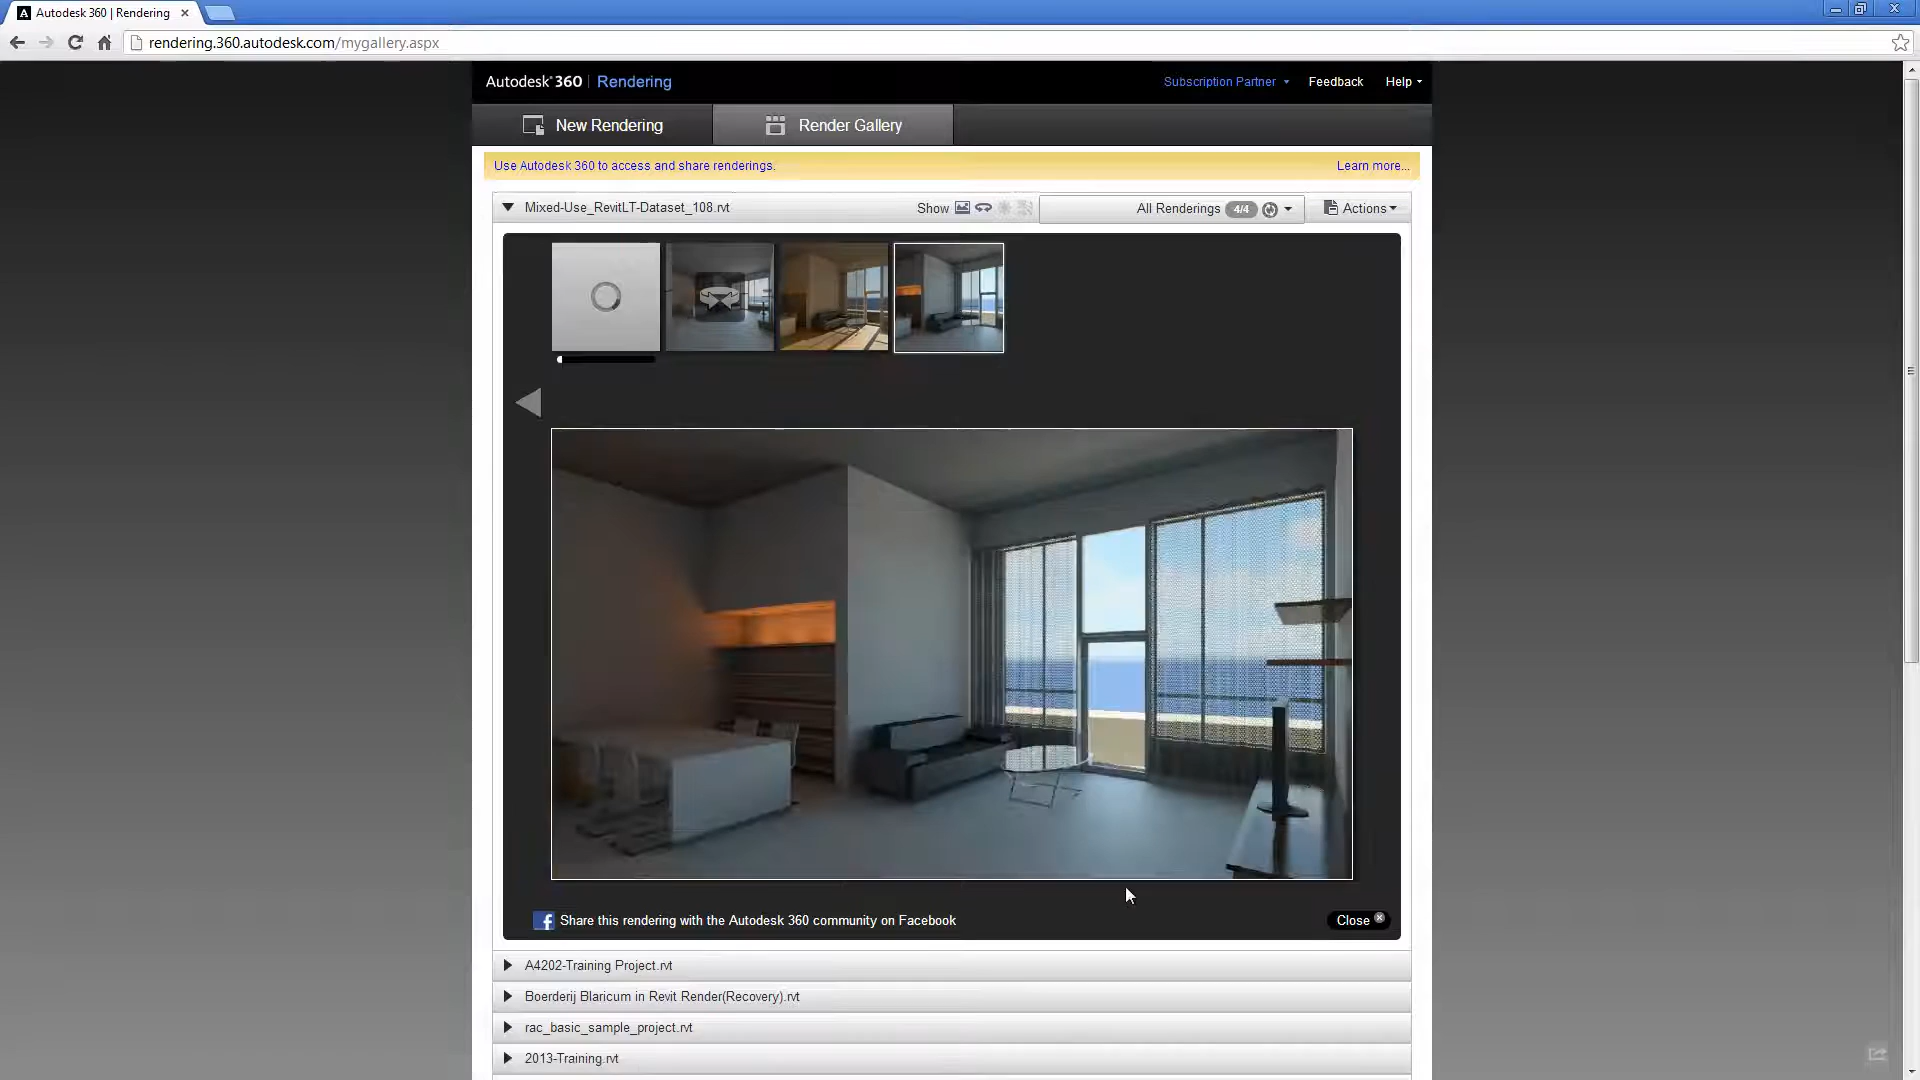 Autodesk 360 | Rendering
rendering.360.autodesk.com/mygallery.aspx
Autodesk® 360 | Rendering
Subscription Partner
Feedback
Help
New Rendering
Render Gallery
Use Autodesk 360 to access and share renderings.
Learn more...
Mixed-Use_RevitLT-Dataset_108.rvt
Show
All Renderings 4/4
Actions
Share this rendering with the Autodesk 360 community on Facebook
Close
A4202-Training Project.rvt
Boerderij Blaricum in Revit Render(Recovery).rvt
rac_basic_sample_project.rvt
2013-Training.rvt